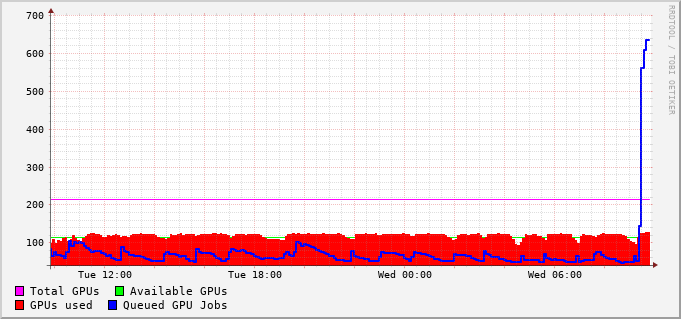 700
600
500
400
300
200
100
Tue 12:00 Tue 18:00 Wed 00:00 Wed 06:00
Total GPUs Available GPUs
GPUs used Queued GPU Jobs
RRDTOOL / TOBI OETIKER